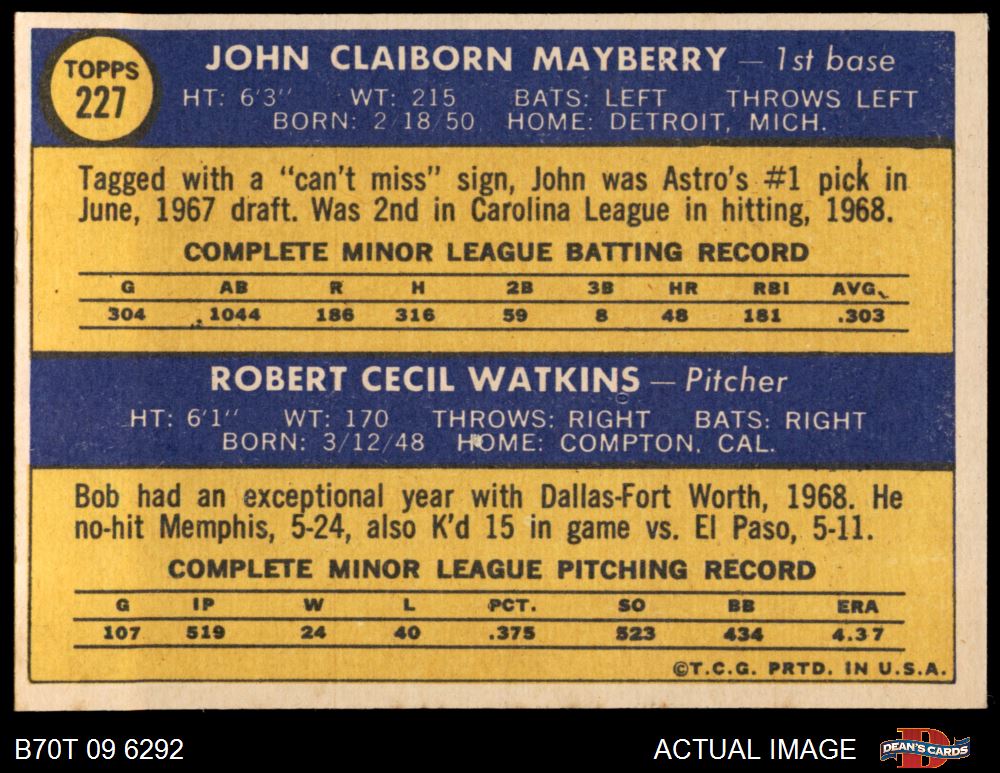 TOPPS
227
JOHN CLAIBORN MAYBERRY — 1st base
HT: 6'3" WT: 215 BATS: LEFT THROWS LEFT
BORN: 2/18/50 HOME: DETROIT, MICH.
Tagged with a "can't miss" sign, John was Astro's #1 pick in
June, 1967 draft. Was 2nd in Carolina League in hitting, 1968.
COMPLETE MINOR LEAGUE BATTING RECORD
G AB R H 2B 3B HR RBI AVG.
304 1044 186 316 59 8 48 181 .303
ROBERT CECIL WATKINS — Pitcher
HT: 6'1" WT: 170 THROWS: RIGHT BATS: RIGHT
BORN: 3/12/48 HOME: COMPTON, CAL.
Bob had an exceptional year with Dallas-Fort Worth, 1968. He
no-hit Memphis, 5-24, also K'd 15 in game vs. El Paso, 5-11.
COMPLETE MINOR LEAGUE PITCHING RECORD
G IP W L PCT. SO BB ERA
107 519 24 40 .375 523 434 4.37
©T.C.G. PRTD. IN U.S.A.
B70T 09 6292 ACTUAL IMAGE DEAN'S CARDS